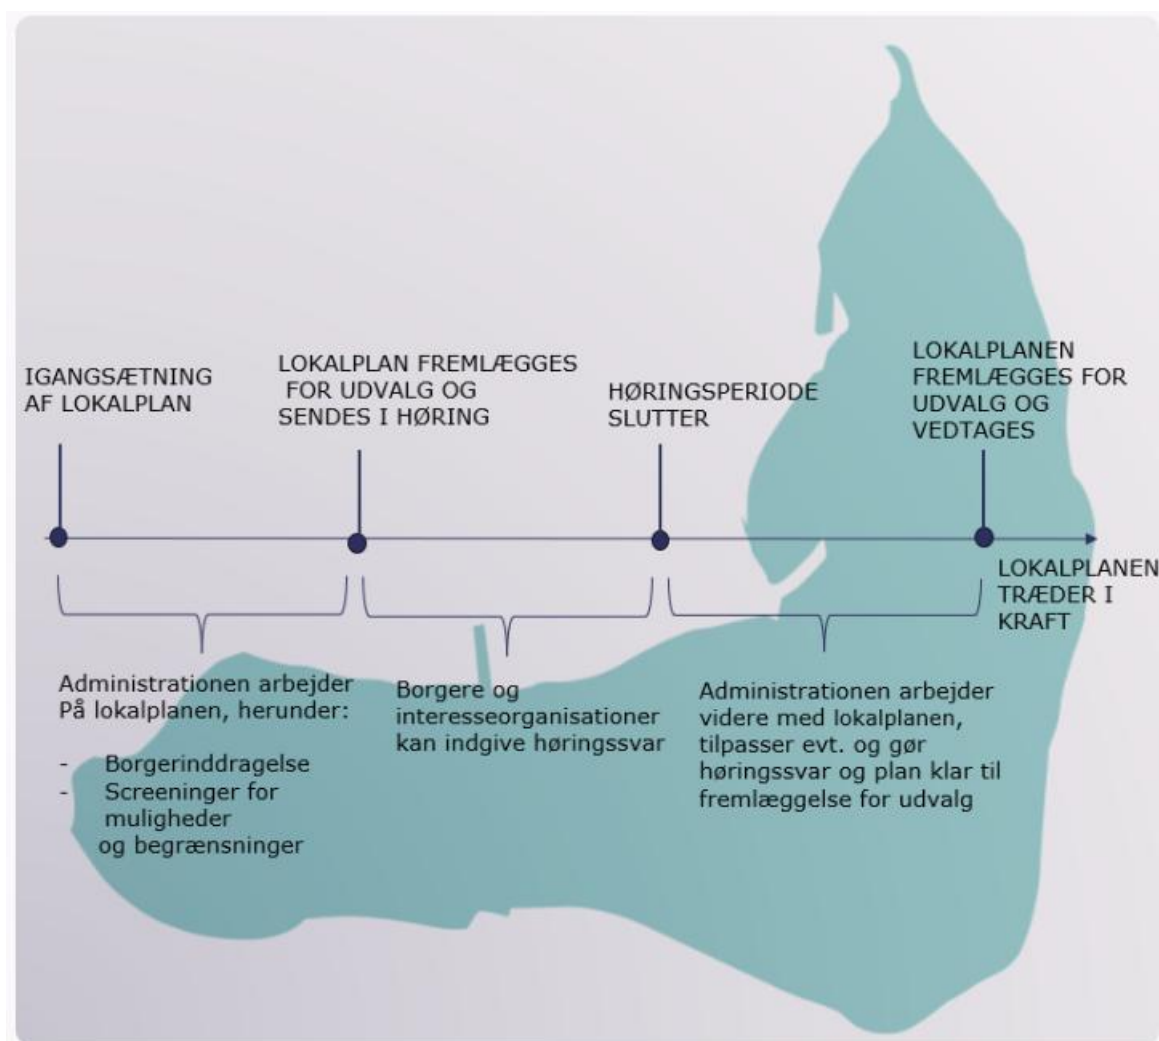 IGANGSÆTNING
AF LOKALPLAN
LOKALPLAN FREMLÆGGES
FOR UDVALG OG
SENDES I HØRING
HØRINGSPERIODE
SLUTTER
LOKALPLANEN
FREMLÆGGES FOR
UDVALG OG
VEDTAGES
LOKALPLANEN
TRÆDER I
KRAFT
Administrationen arbejder
På lokalplanen, herunder:
- Borgerinddragelse
- Screeninger for
muligheder
og begrænsninger
Borgere og
interesseorganisationer
kan indgive høringssvar
Administrationen arbejder
videre med lokalplanen,
tilpasser evt. og gør
høringssvar og plan klar til
fremlæggelse for udvalg